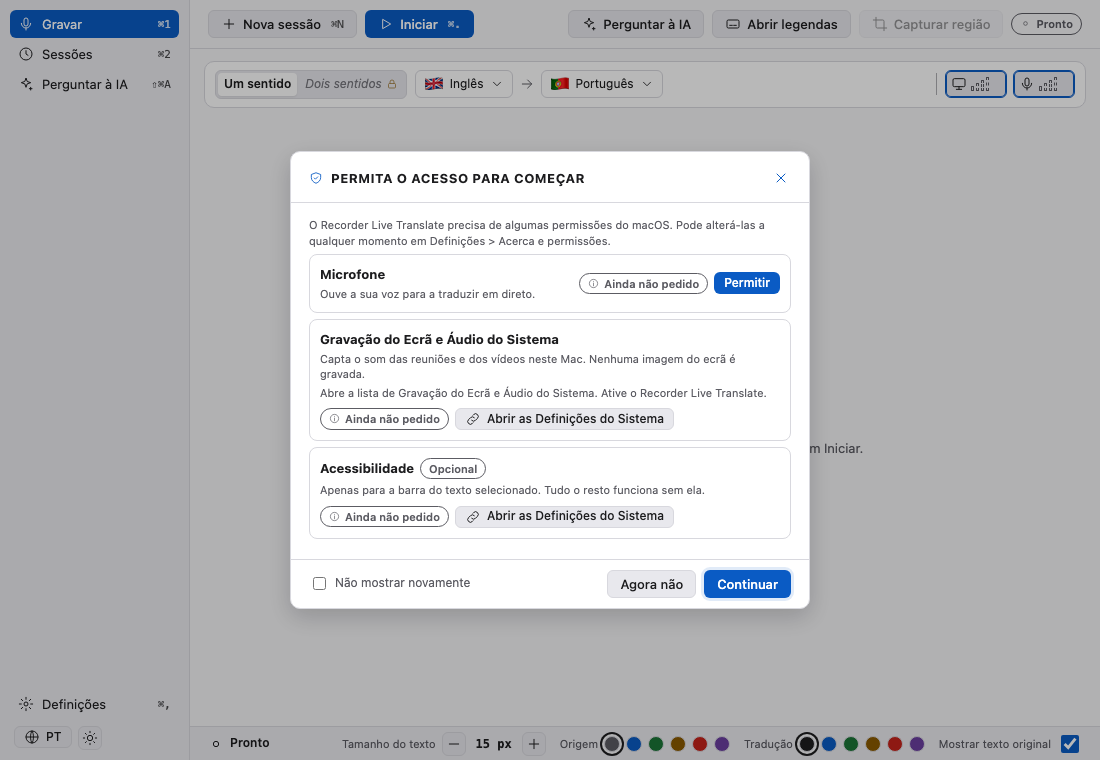 Gravar ⌘1
Sessões ⌘2
Perguntar à IA ⇧⌘A
Nova sessão ⌘N
Iniciar
Perguntar à IA
Abrir legendas
Capturar região
Pronto
Um sentido
Dois sentidos
Inglês
Português
PERMITA O ACESSO PARA COMEÇAR
O Recorder Live Translate precisa de algumas permissões do macOS. Pode alterá-las a
qualquer momento em Definições > Acerca e permissões.
Microfone
Ouve a sua voz para a traduzir em direto.
Ainda não pedido
Permitir
Gravação do Ecrã e Áudio do Sistema
Capta o som das reuniões e dos vídeos neste Mac. Nenhuma imagem do ecrã é
gravada.
Abre a lista de Gravação do Ecrã e Áudio do Sistema. Ative o Recorder Live Translate.
Ainda não pedido
Abrir as Definições do Sistema
m Iniciar.
Acessibilidade
Opcional
Apenas para a barra do texto selecionado. Tudo o resto funciona sem ela.
Ainda não pedido
Abrir as Definições do Sistema
Não mostrar novamente
Agora não
Continuar
Definições ⌘,
PT
Pronto
Tamanho do texto
15 px
Origem
Tradução
Mostrar texto original